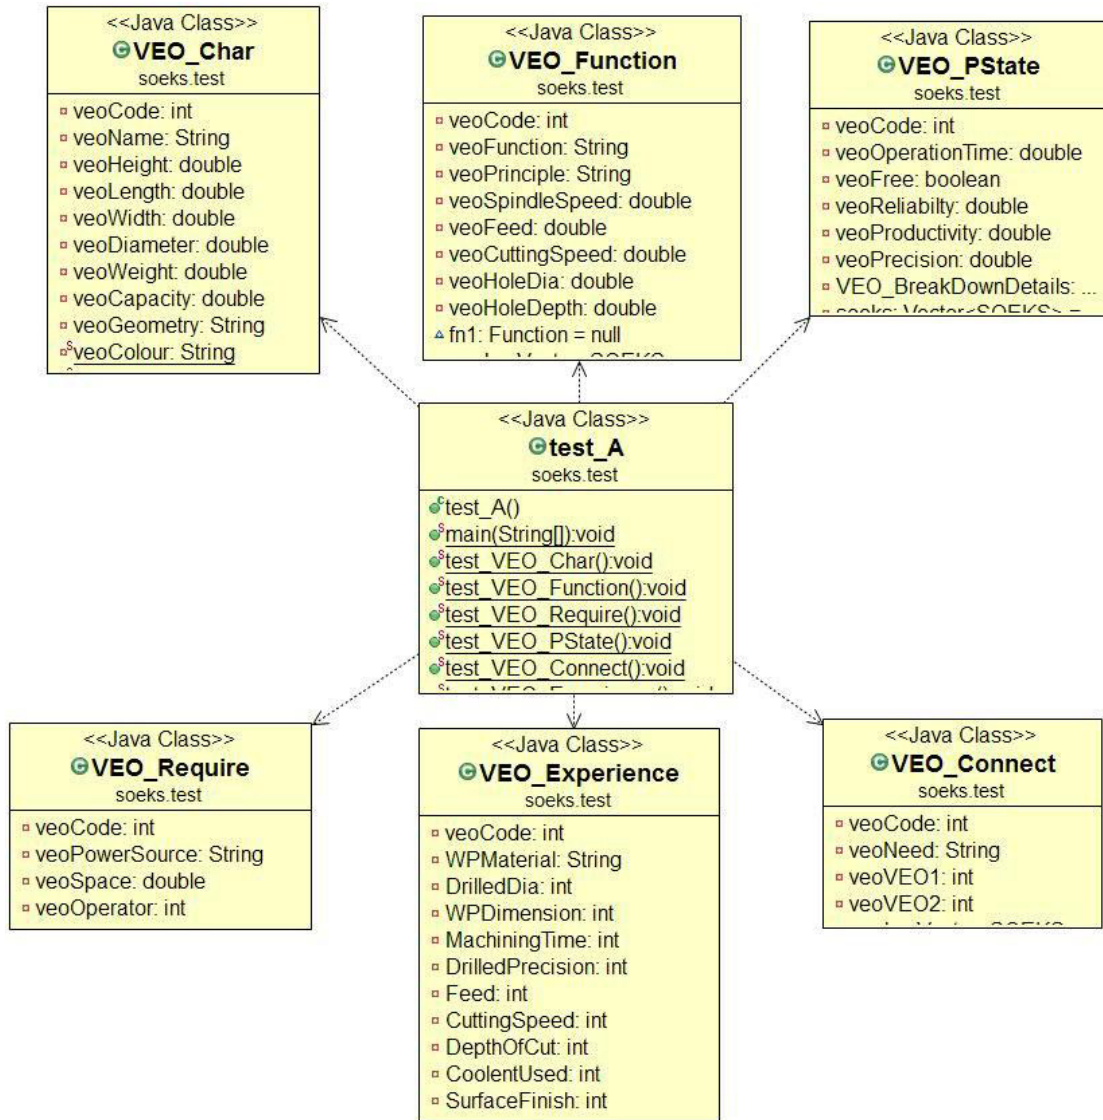 <<Java Class>>
VEO_Char
soeks.test
veoCode: int
veoName: String
veoHeight: double
veoLength: double
veoWidth: double
veoDiameter: double
veoWeight: double
veoCapacity: double
veoGeometry: String
veoColour: String
<<Java Class>>
VEO_Function
soeks.test
veoCode: int
veoFunction: String
veoPrinciple: String
veoSpindleSpeed: double
veoFeed: double
veoCuttingSpeed: double
veoHoleDia: double
veoHoleDepth: double
fn1: Function = null
<<Java Class>>
VEO_PState
soeks.test
veoCode: int
veoOperationTime: double
veoFree: boolean
veoReliabilty: double
veoProductivity: double
veoPrecision: double
VEO_BreakDownDetails: ...
<<Java Class>>
test_A
soeks.test
test_A()
main(String[]):void
test_VEO_Char():void
test_VEO_Function():void
test_VEO_Require():void
test_VEO_PState():void
test_VEO_Connect():void
<<Java Class>>
VEO_Require
soeks.test
veoCode: int
veoPowerSource: String
veoSpace: double
veoOperator: int
<<Java Class>>
VEO_Experience
soeks.test
veoCode: int
WPMaterial: String
DrilledDia: int
WPDimension: int
MachiningTime: int
DrilledPrecision: int
Feed: int
CuttingSpeed: int
DepthOfCut: int
CoolentUsed: int
SurfaceFinish: int
<<Java Class>>
VEO_Connect
soeks.test
veoCode: int
veoNeed: String
veoVEO1: int
veoVEO2: int